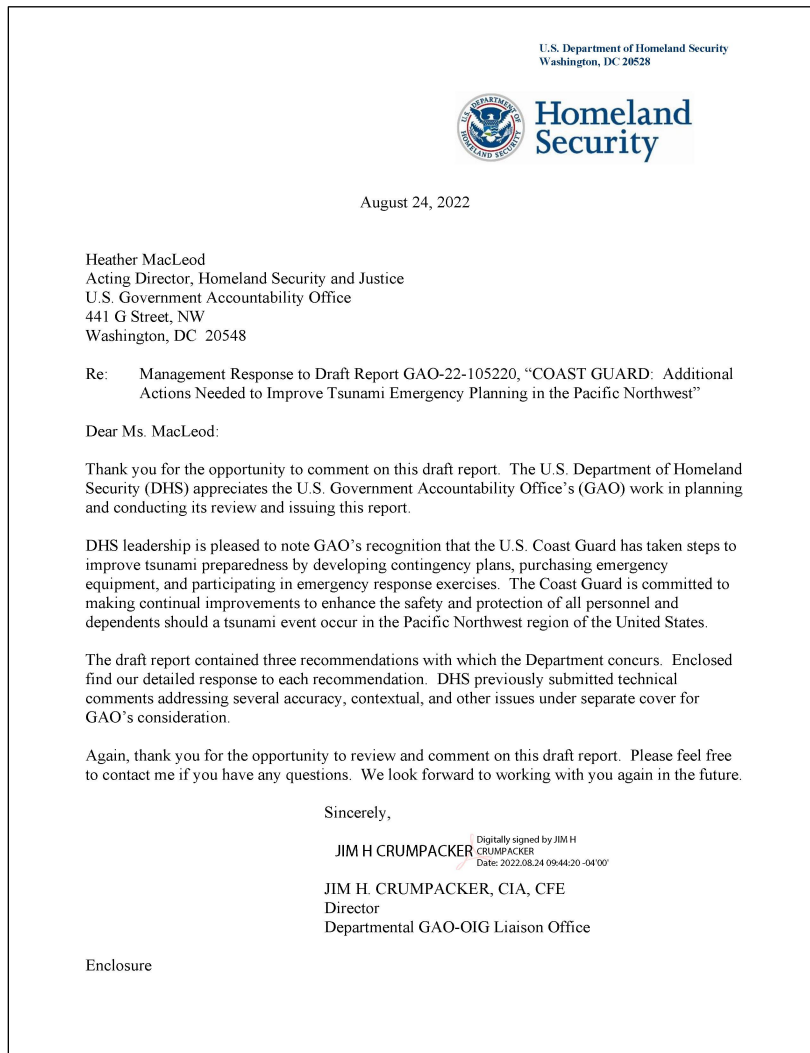 U.S. Department of Homeland Security
Washington, DC 20528
U.S. DEPARTMENT OF HOMELAND SECURITY
Homeland
Security
August 24, 2022
Heather MacLeod
Acting Director, Homeland Security and Justice
U.S. Government Accountability Office
441 G Street, NW
Washington, DC  20548
Re: Management Response to Draft Report GAO-22-105220, “COAST GUARD:  Additional
Actions Needed to Improve Tsunami Emergency Planning in the Pacific Northwest”
Dear Ms. MacLeod:
Thank you for the opportunity to comment on this draft report.  The U.S. Department of Homeland
Security (DHS) appreciates the U.S. Government Accountability Office’s (GAO) work in planning
and conducting its review and issuing this report.
DHS leadership is pleased to note GAO’s recognition that the U.S. Coast Guard has taken steps to
improve tsunami preparedness by developing contingency plans, purchasing emergency
equipment, and participating in emergency response exercises.  The Coast Guard is committed to
making continual improvements to enhance the safety and protection of all personnel and
dependents should a tsunami event occur in the Pacific Northwest region of the United States.
The draft report contained three recommendations with which the Department concurs.  Enclosed
find our detailed response to each recommendation.  DHS previously submitted technical
comments addressing several accuracy, contextual, and other issues under separate cover for
GAO’s consideration.
Again, thank you for the opportunity to review and comment on this draft report.  Please feel free
to contact me if you have any questions.  We look forward to working with you again in the future.
Sincerely,
JIM H CRUMPACKER
Digitally signed by JIM H
CRUMPACKER
Date: 2022.08.24 09:44:20 -04'00'
JIM H. CRUMPACKER, CIA, CFE
Director
Departmental GAO-OIG Liaison Office
Enclosure